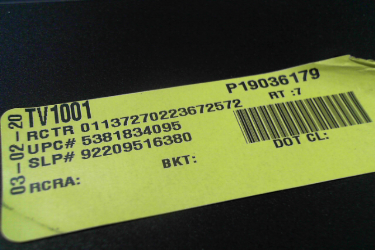 03-02-20
TV1001
P19036179
RCTR 01137270223672572
RT :7
UPC# 5381834095
SLP# 92209516380
BKT:
DOT CL:
RCRA: